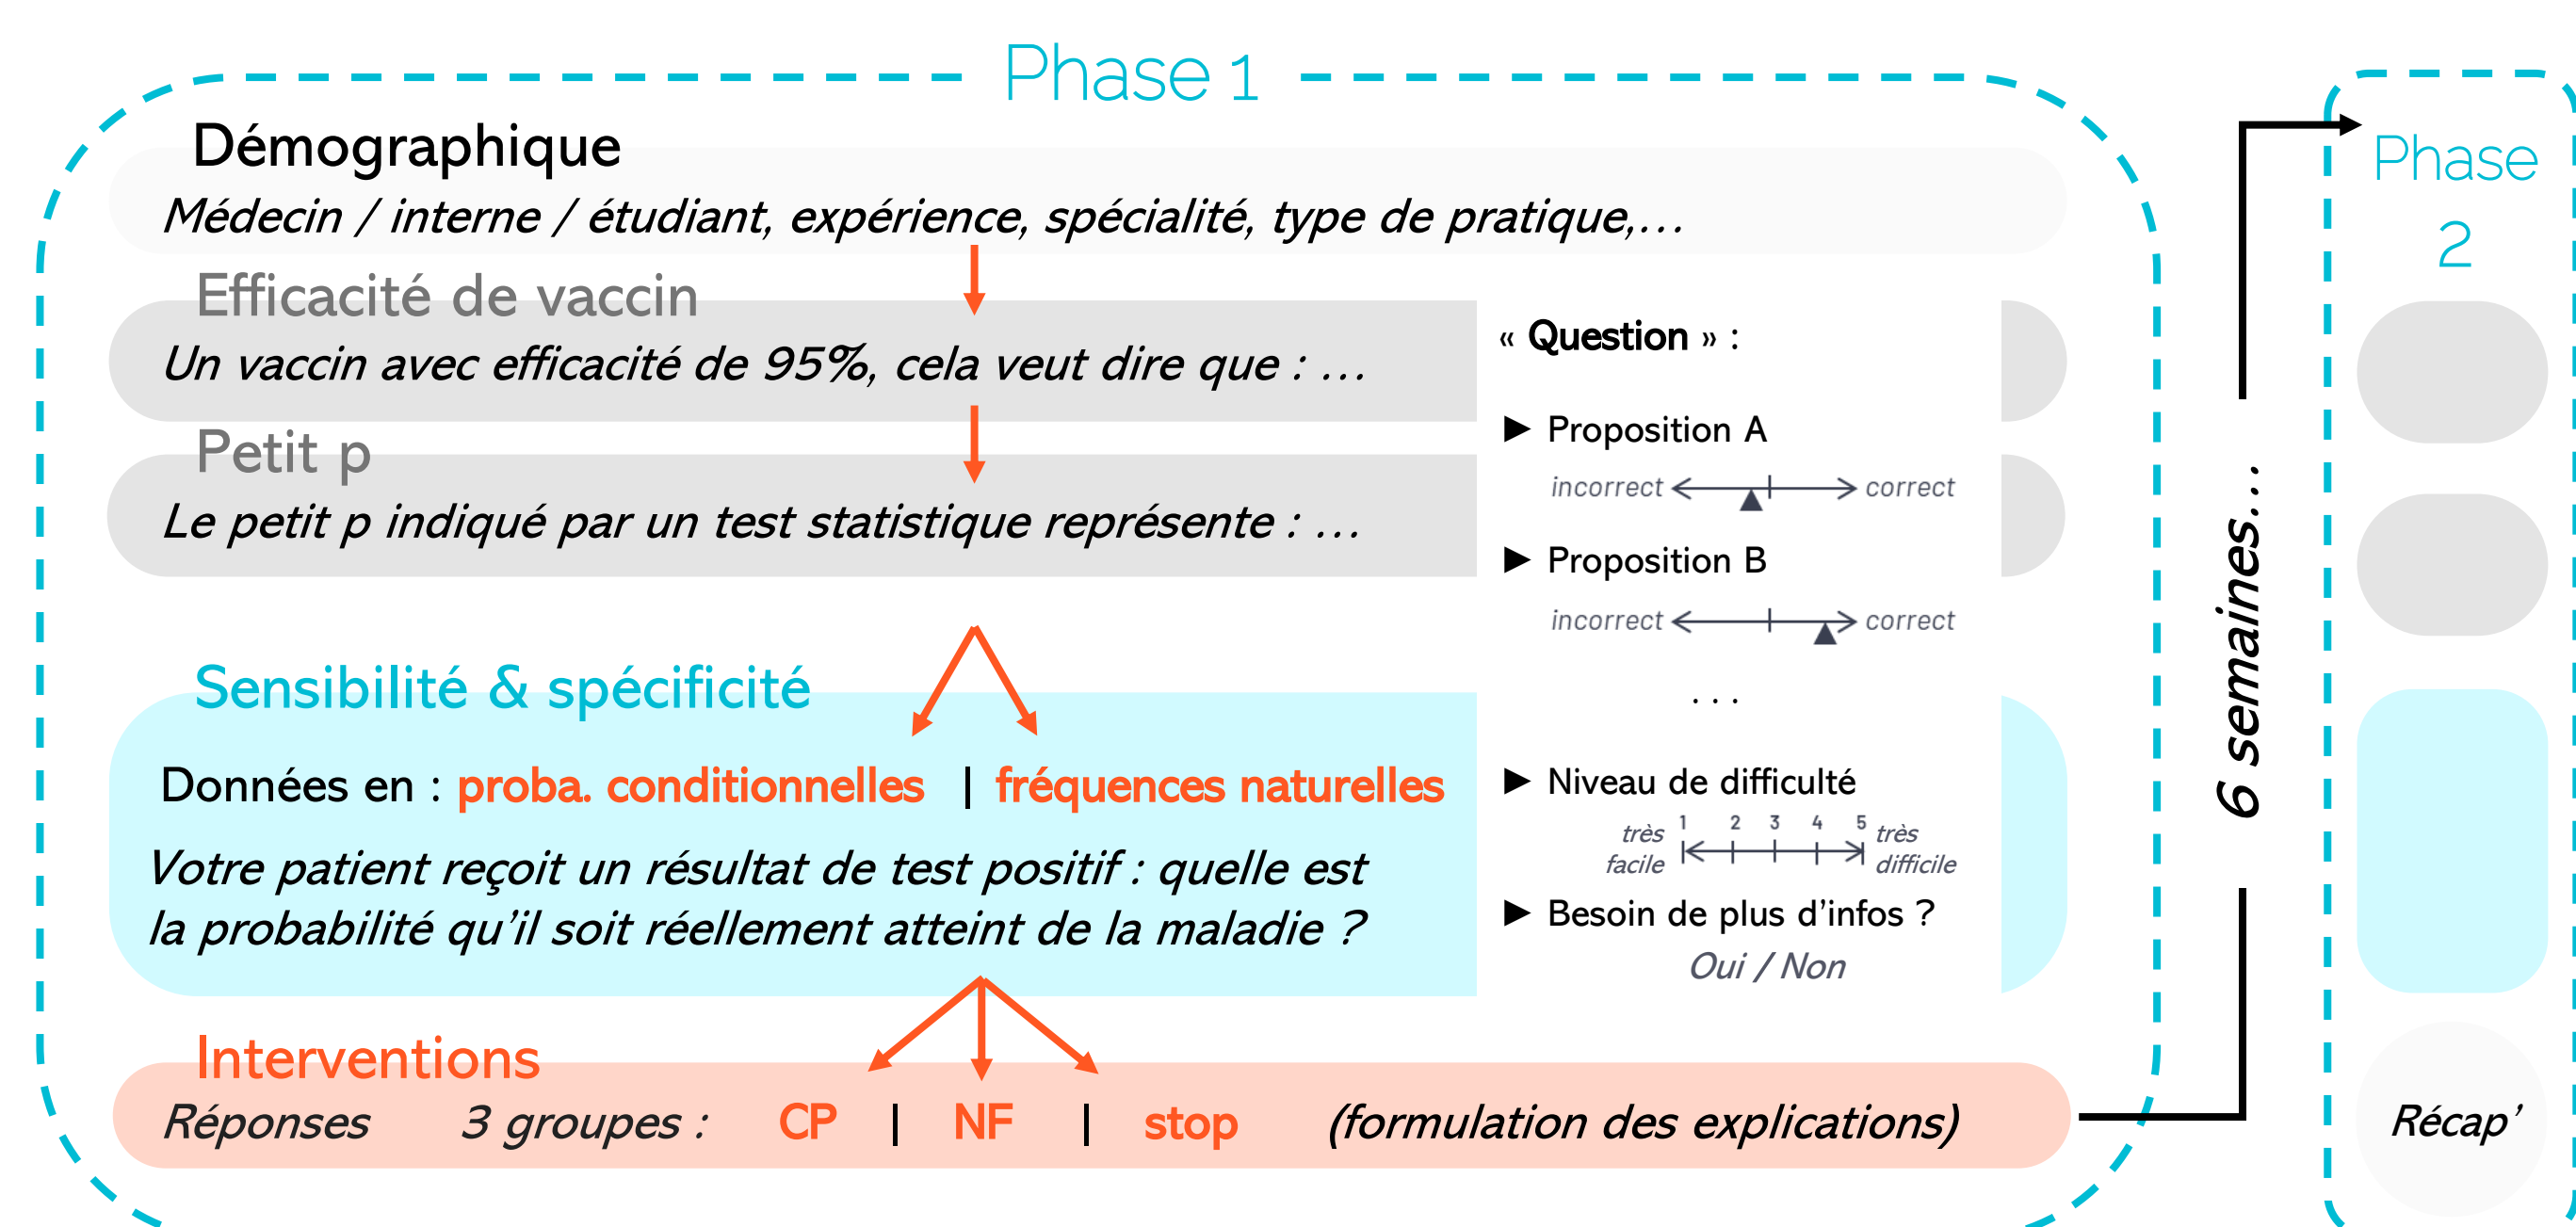 Phase 1
Démographique
Médecin / interne / étudiant, expérience, spécialité, type de pratique,...
Efficacité de vaccin
Un vaccin avec efficacité de 95%, cela veut dire que : ...
Petit p
Le petit p indiqué par un test statistique représente : ...
Sensibilité & spécificité
Données en : proba. conditionnelles | fréquences naturelles
Votre patient reçoit un résultat de test positif : quelle est
la probabilité qu'il soit réellement atteint de la maladie ?
Interventions
Réponses 3 groupes : CP | NF | stop (formulation des explications)
« Question » :
► Proposition A
incorrect correct
► Proposition B
incorrect correct
...
► Niveau de difficulté
1 2 3 4 5
très très
facile difficile
► Besoin de plus d'infos ?
Oui / Non
6 semaines...
Phase
2
Récap'